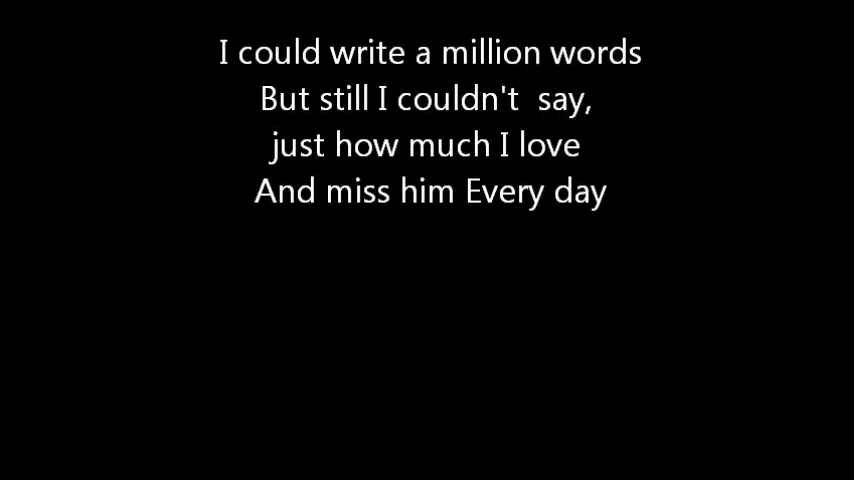 I could write a million words
But still I couldn't  say,
just how much I love
And miss him Every day